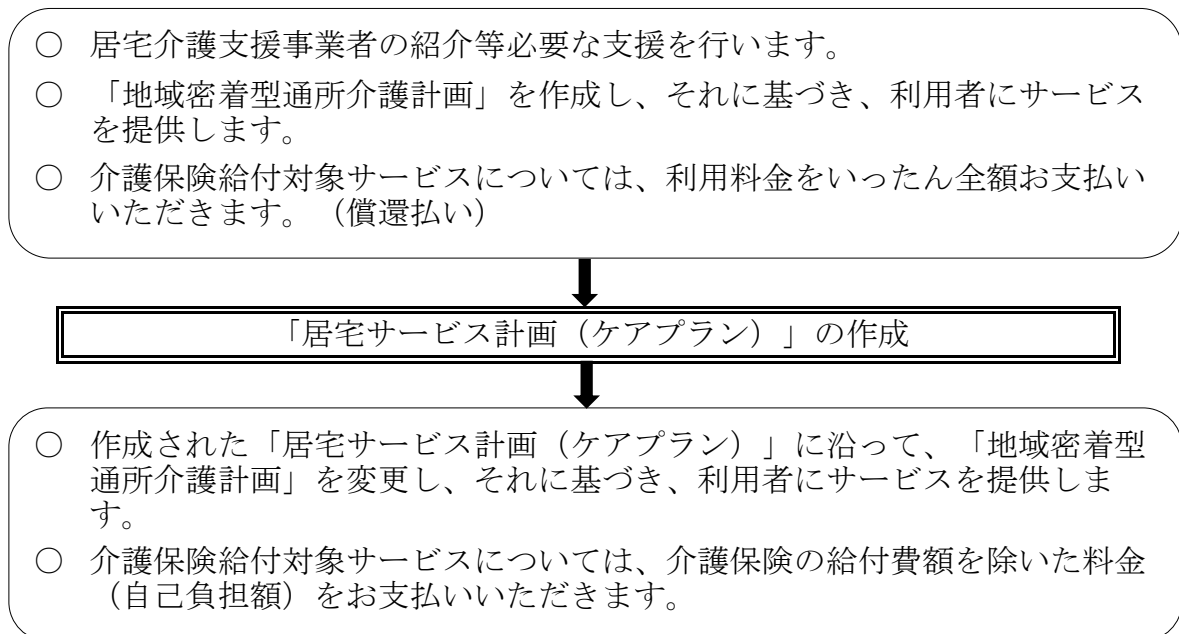 ○ 居宅介護支援事業者の紹介等必要な支援を行います。
○ 「地域密着型通所介護計画」を作成し、それに基づき、利用者にサービス
を提供します。
○ 介護保険給付対象サービスについては、利用料金をいったん全額お支払い
いただきます。（償還払い）
「居宅サービス計画（ケアプラン）」の作成
○ 作成された「居宅サービス計画（ケアプラン）」に沿って、「地域密着型
通所介護計画」を変更し、それに基づき、利用者にサービスを提供しま
す。
○ 介護保険給付対象サービスについては、介護保険の給付費額を除いた料金
（自己負担額）をお支払いいただきます。